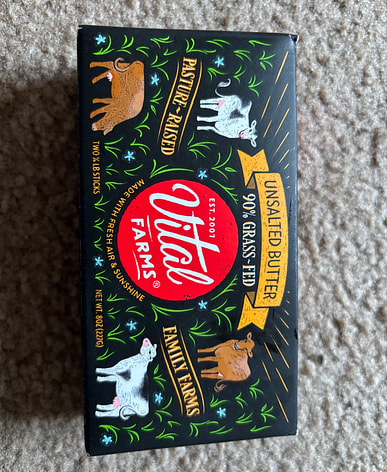 UNSALTED BUTTER
90% GRASS-FED
PASTURE-RAISED
FAMILY FARMS
EST. 2007
Vital
FARMS®
MADE WITH FRESH AIR & SUNSHINE
TWO ¼ LB STICKS
NET WT. 8OZ (227G)